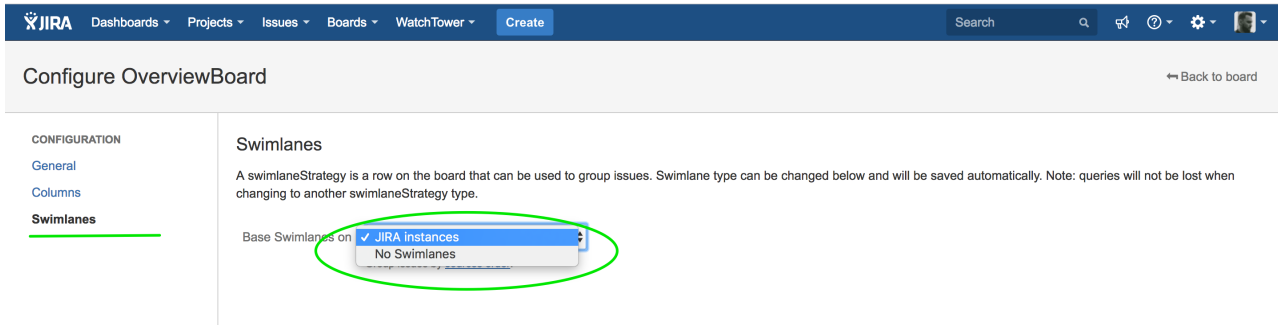 JIRA Dashboards Projects Issues Boards WatchTower Create Search
Configure OverviewBoard
Back to board
CONFIGURATION
General
Columns
Swimlanes
Swimlanes
A swimlaneStrategy is a row on the board that can be used to group issues. Swimlane type can be changed below and will be saved automatically. Note: queries will not be lost when
changing to another swimlaneStrategy type.
Base Swimlanes on ✓ JIRA instances
No Swimlanes